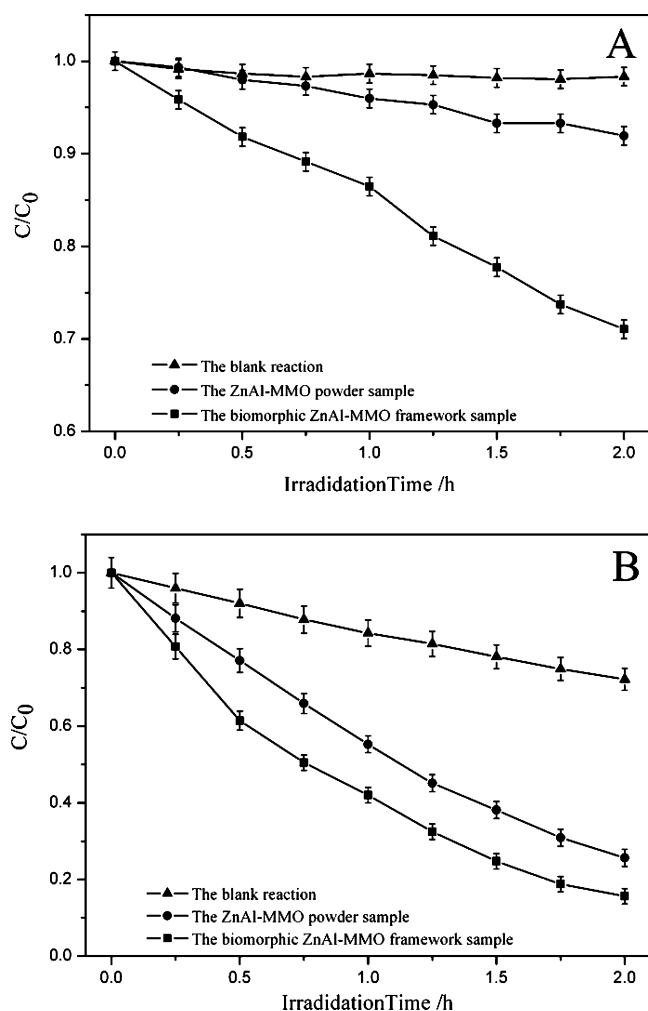 A
1.0
0.9
0.8
0.7
0.6
C/C0
The blank reaction
The ZnAl-MMO powder sample
The biomorphic ZnAl-MMO framework sample
0.0 0.5 1.0 1.5 2.0
IrradidationTime /h
B
1.0
0.8
0.6
0.4
0.2
0.0
C/C0
The blank reaction
The ZnAl-MMO powder sample
The biomorphic ZnAl-MMO framework sample
0.0 0.5 1.0 1.5 2.0
IrradidationTime /h